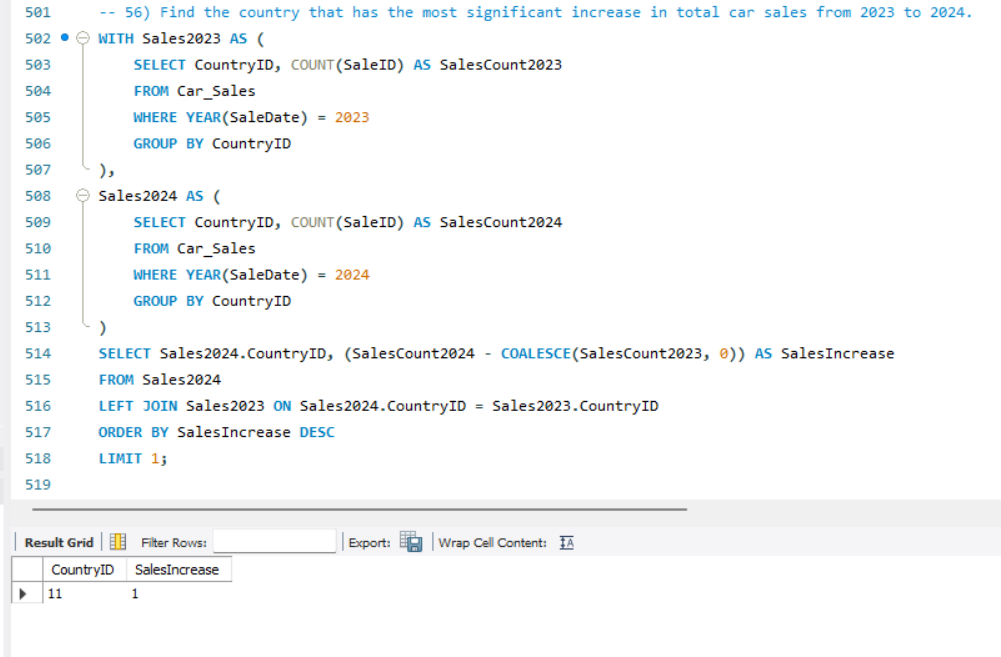 501 -- 56) Find the country that has the most significant increase in total car sales from 2023 to 2024.
502 WITH Sales2023 AS (
503 SELECT CountryID, COUNT(SaleID) AS SalesCount2023
504 FROM Car_Sales
505 WHERE YEAR(SaleDate) = 2023
506 GROUP BY CountryID
507 ),
508 Sales2024 AS (
509 SELECT CountryID, COUNT(SaleID) AS SalesCount2024
510 FROM Car_Sales
511 WHERE YEAR(SaleDate) = 2024
512 GROUP BY CountryID
513 )
514 SELECT Sales2024.CountryID, (SalesCount2024 - COALESCE(SalesCount2023, 0)) AS SalesIncrease
515 FROM Sales2024
516 LEFT JOIN Sales2023 ON Sales2024.CountryID = Sales2023.CountryID
517 ORDER BY SalesIncrease DESC
518 LIMIT 1;
519
Result Grid Filter Rows: Export: Wrap Cell Content: IA
CountryID SalesIncrease
11 1